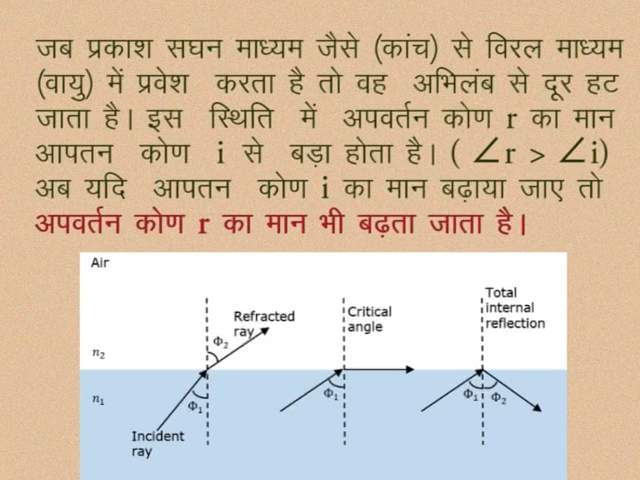 जब प्रकाश सघन माध्यम जैसे (कांच) से विरल माध्यम
(वायु) में प्रवेश करता है तो वह अभिलंब से दूर हट
जाता है। इस स्थिति में अपवर्तन कोण r का मान
आपतन कोण i से बड़ा होता है। ( ∠r > ∠i)
अब यदि आपतन कोण i का मान बढ़ाया जाए तो
अपवर्तन कोण r का मान भी बढ़ता जाता है।
Air
Refracted
ray
Φ₂
Critical
angle
Total
internal
reflection
n₂
n₁
Φ₁
Φ₁
Φ₁ Φ₂
Incident
ray